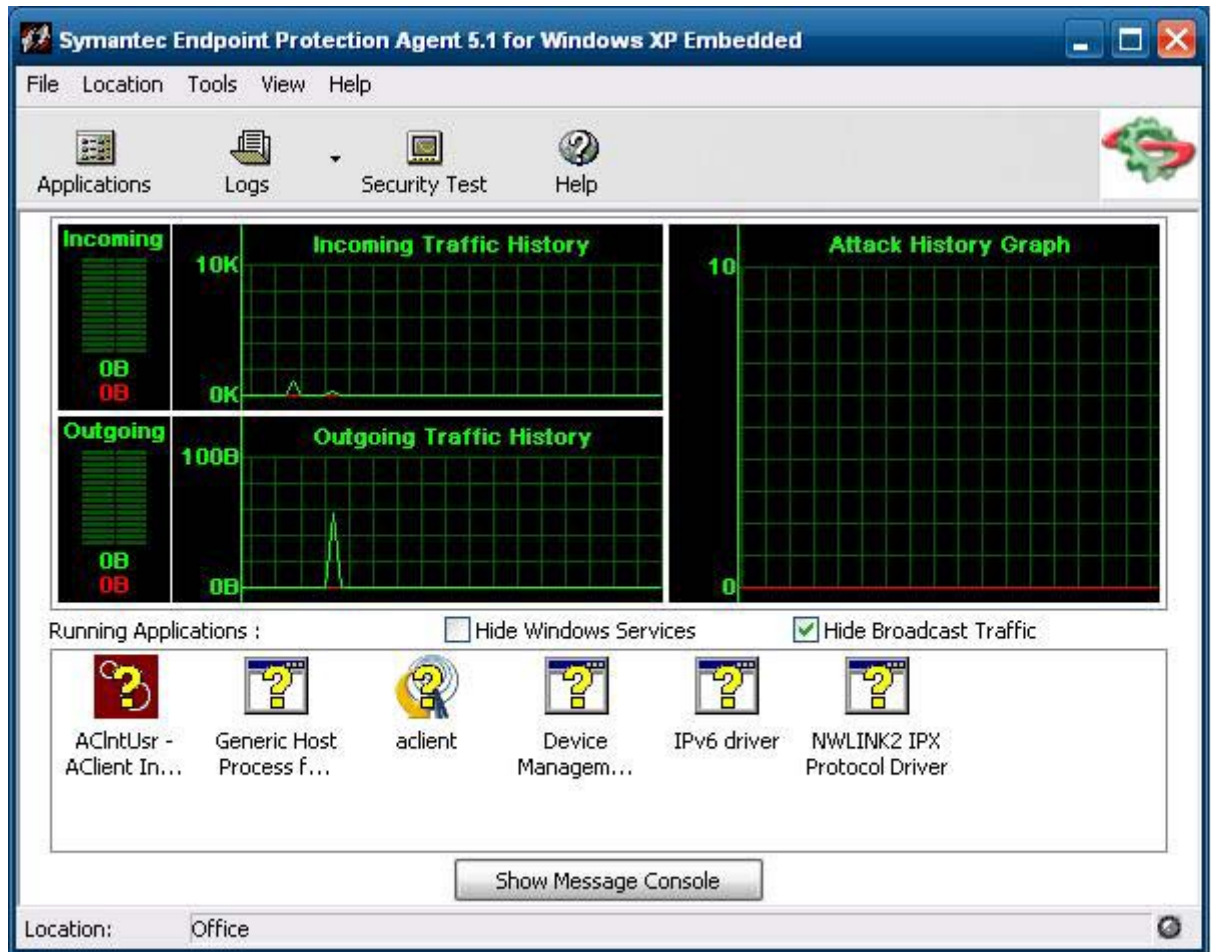 Symantec Endpoint Protection Agent 5.1 for Windows XP Embedded
File Location Tools View Help
Applications Logs Security Test Help
Incoming
0B
0B
Incoming Traffic History
10K
0K
Outgoing
0B
0B
Outgoing Traffic History
100B
0B
Attack History Graph
10
0
Running Applications : Hide Windows Services Hide Broadcast Traffic
AClntUsr -
AClient In...
Generic Host
Process f...
aclient
Device
Managem...
IPv6 driver
NWLINK2 IPX
Protocol Driver
Show Message Console
Location: Office